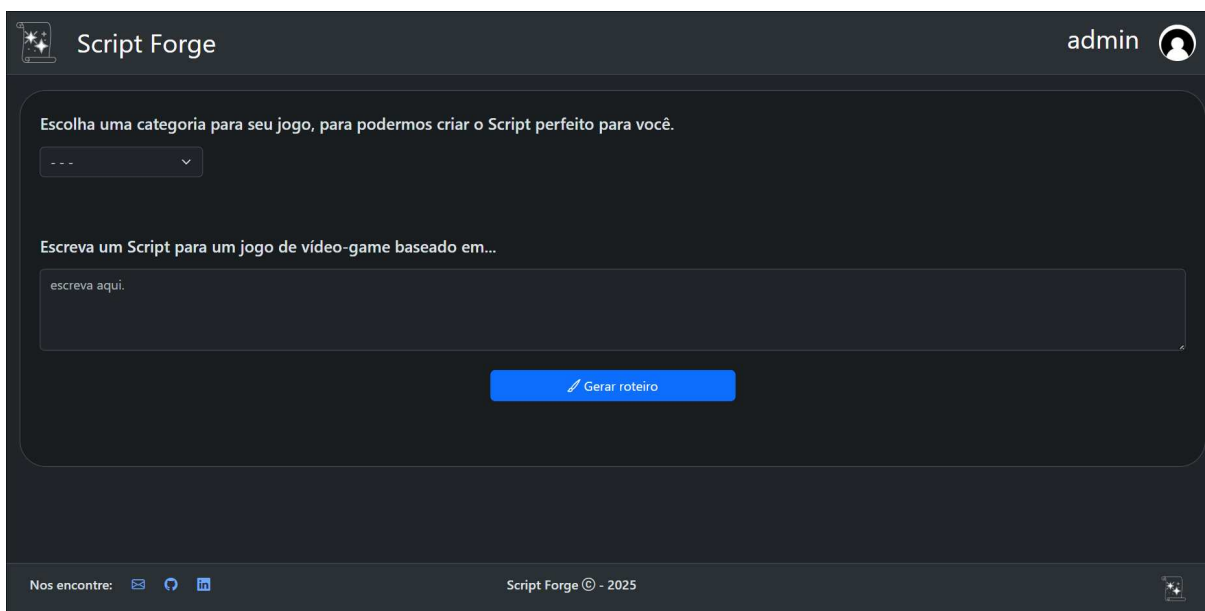 Script Forge
admin
Escolha uma categoria para seu jogo, para podermos criar o Script perfeito para você.
- - -
Escreva um Script para um jogo de vídeo-game baseado em...
escreva aqui.
Gerar roteiro
Nos encontre:
in
Script Forge © - 2025